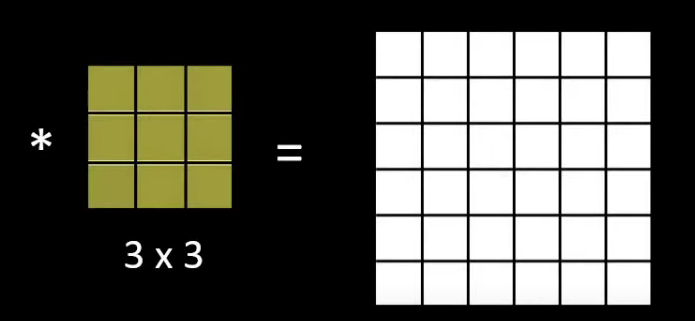 * =
3 x 3